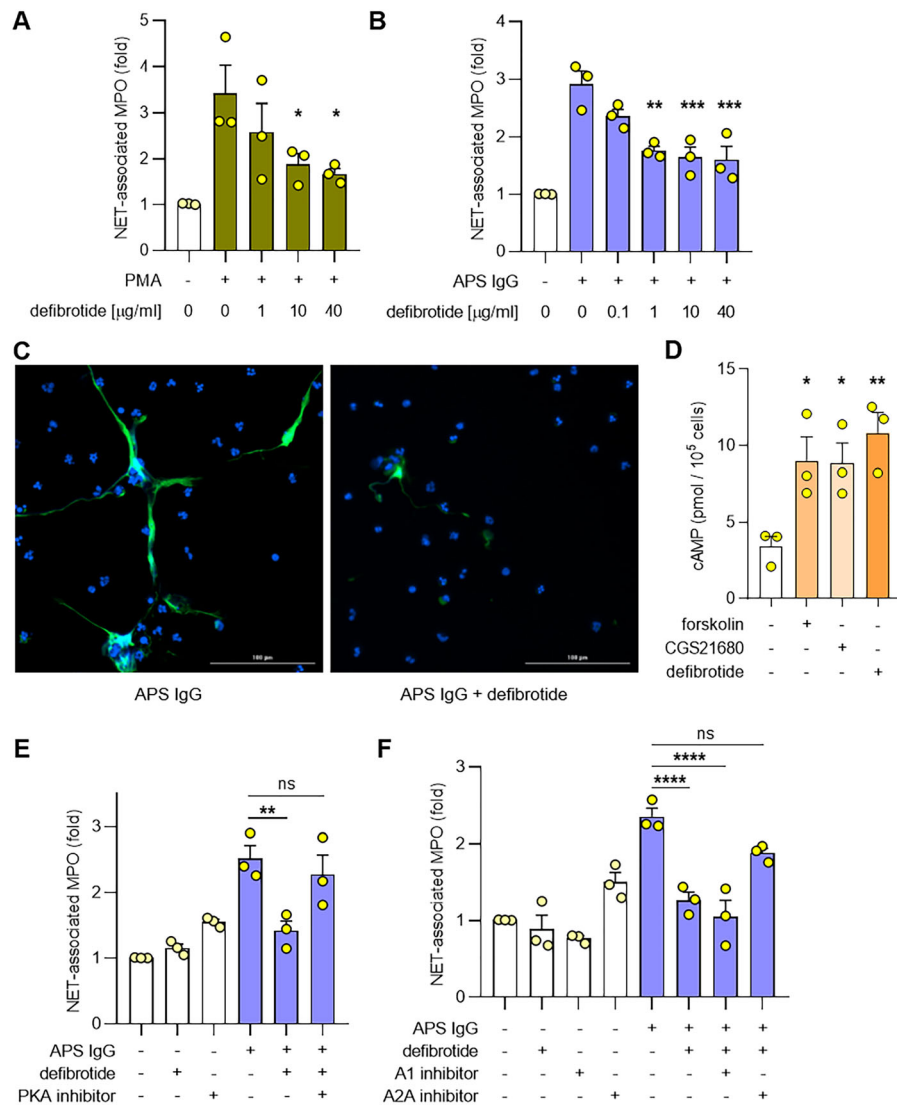 A
NET-associated MPO (fold)
5
4
3
2
1
0
* *
PMA - + + + +
defibrotide [μg/ml] 0 0 1 10 40
B
NET-associated MPO (fold)
4
3
2
1
0
** *** ***
APS IgG - + + + + +
defibrotide [μg/ml] 0 0 0.1 1 10 40
C
100 μm
100 μm
APS IgG
APS IgG + defibrotide
D
cAMP (pmol / 10⁵ cells)
15
10
5
0
* * **
forskolin - + - -
CGS21680 - - + -
defibrotide - - - +
E
NET-associated MPO (fold)
3
2
1
0
ns
**
APS IgG - - - + + +
defibrotide - + - - + +
PKA inhibitor - - + - - +
F
NET-associated MPO (fold)
3
2
1
0
ns
****
****
APS IgG - - - - + + + +
defibrotide - + - - - + + +
A1 inhibitor - - + - - - + -
A2A inhibitor - - - + - - - +